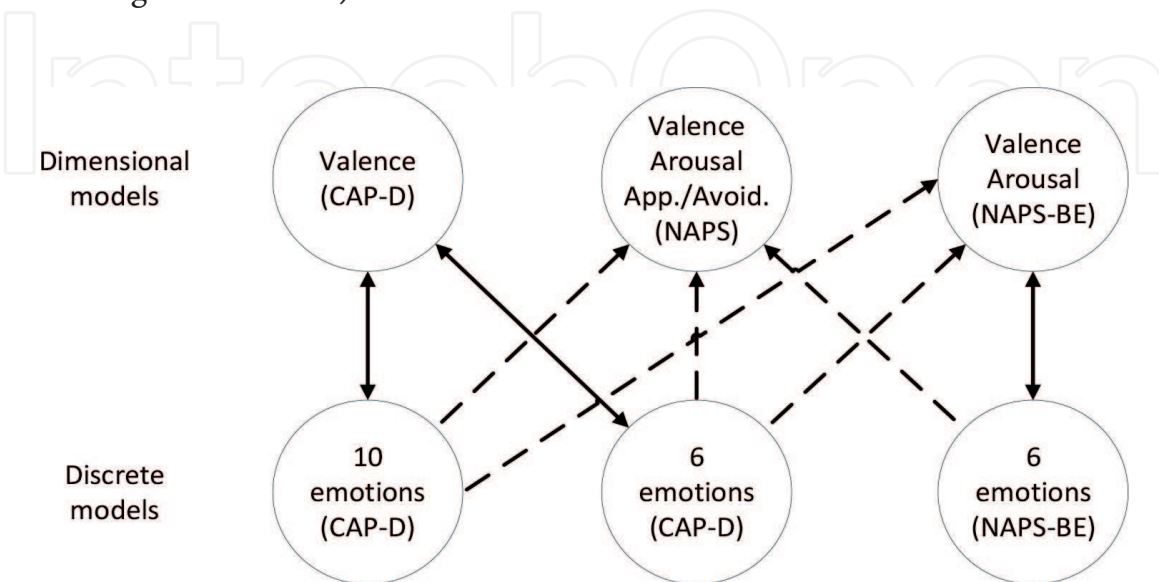 IntechOpen
Dimensional
models
Valence
(CAP-D)
Valence
Arousal
App./Avoid.
(NAPS)
Valence
Arousal
(NAPS-BE)
Discrete
models
10
emotions
(CAP-D)
6
emotions
(CAP-D)
6
emotions
(NAPS-BE)